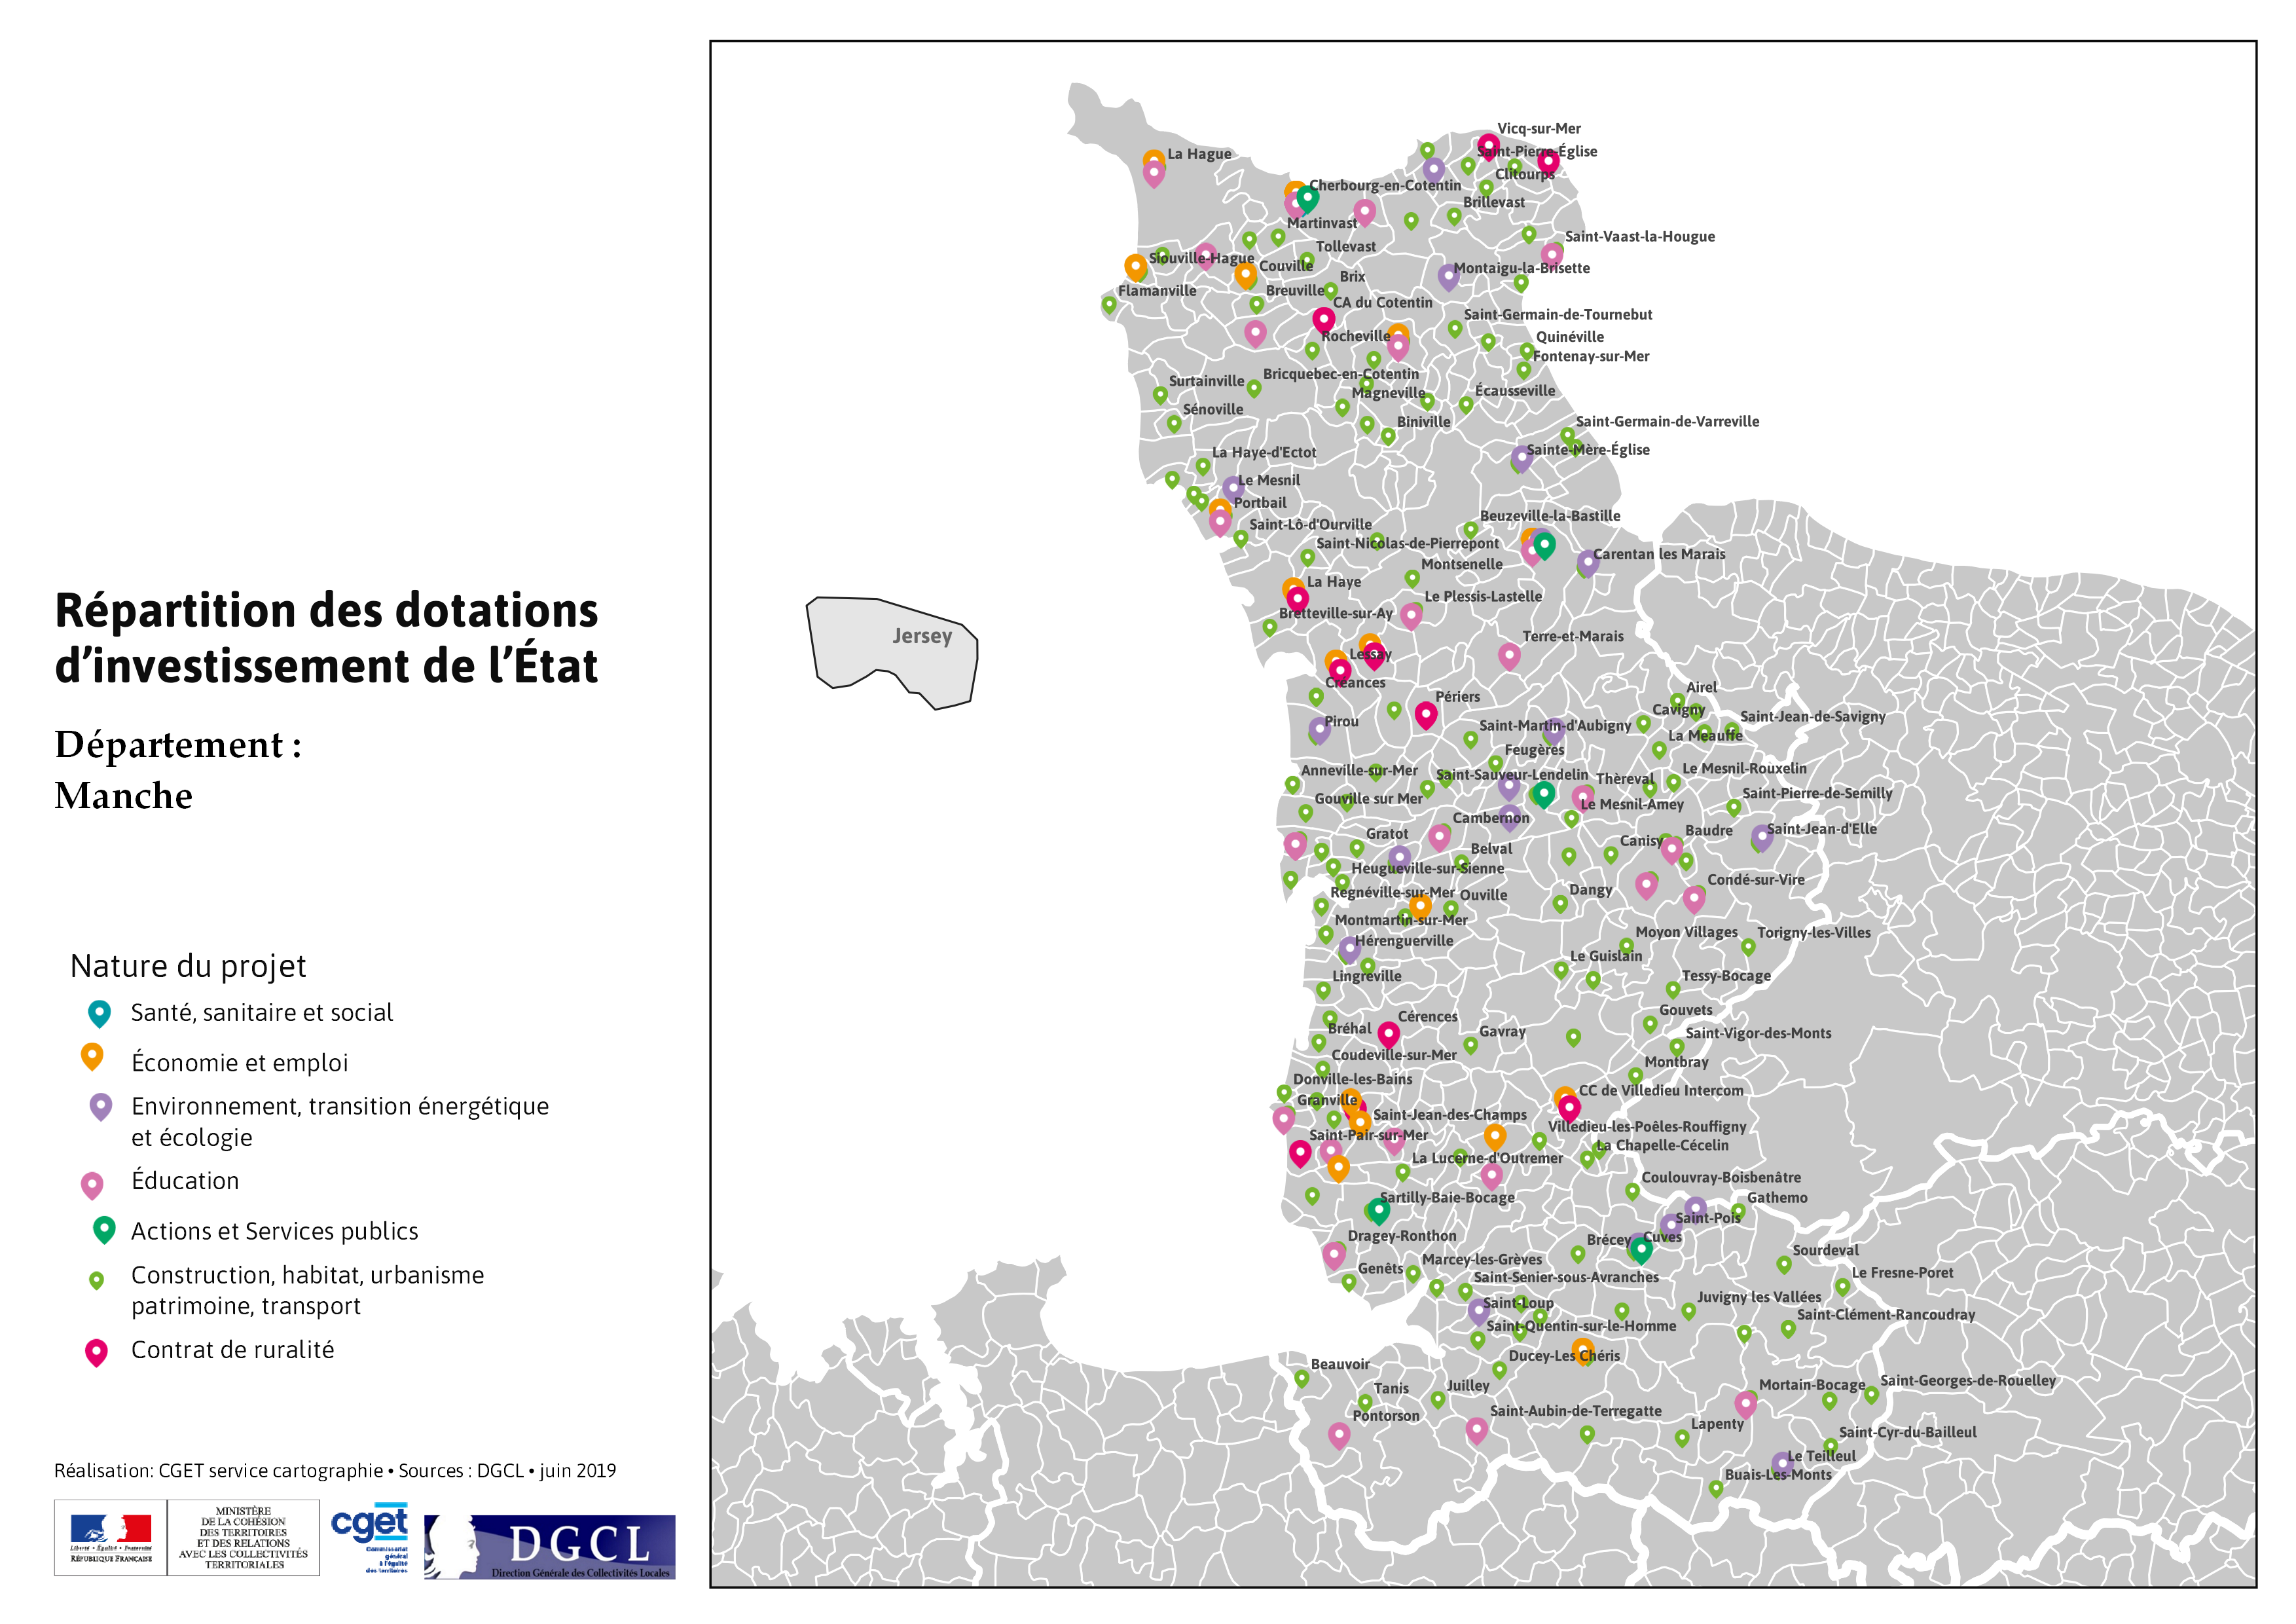 Répartition des dotations
d’investissement de l’État
Département :
Manche
Nature du projet
Santé, sanitaire et social
Économie et emploi
Environnement, transition énergétique
et écologie
Éducation
Actions et Services publics
Construction, habitat, urbanisme
patrimoine, transport
Contrat de ruralité
Réalisation: CGET service cartographie • Sources : DGCL • juin 2019
Liberté • Égalité • Fraternité
RÉPUBLIQUE FRANÇAISE
MINISTÈRE
DE LA COHÉSION
DES TERRITOIRES
ET DES RELATIONS
AVEC LES COLLECTIVITÉS
TERRITORIALES
cget
Commissariat
général
à l'égalité
des territoires
DGCL
Direction Générale des Collectivités Locales
Jersey
Vicq-sur-Mer
La Hague
Saint-Pierre-Église
Clitourps
Cherbourg-en-Cotentin
Brillevast
Martinvast
Saint-Vaast-la-Hougue
Tollevast
Siouville-Hague
Couville
Montaigu-la-Brisette
Brix
Flamanville
Breuville
CA du Cotentin
Saint-Germain-de-Tournebut
Rocheville
Quinéville
Fontenay-sur-Mer
Bricquebec-en-Cotentin
Surtainville
Magneville
Écausseville
Sénoville
Biniville
Saint-Germain-de-Varreville
Sainte-Mère-Église
La Haye-d'Ectot
Le Mesnil
Portbail
Saint-Lô-d'Ourville
Beuzeville-la-Bastille
Saint-Nicolas-de-Pierrepont
Carentan les Marais
Montsenelle
La Haye
Le Plessis-Lastelle
Bretteville-sur-Ay
Terre-et-Marais
Lessay
Créances
Airel
Périers
Cavigny
Saint-Jean-de-Savigny
Pirou
Saint-Martin-d'Aubigny
La Meauffe
Feugères
Anneville-sur-Mer
Saint-Sauveur-Lendelin
Thèreval
Le Mesnil-Rouxelin
Gouville sur Mer
Le Mesnil-Amey
Saint-Pierre-de-Semilly
Cambernon
Gratot
Canisy
Baudre
Saint-Jean-d'Elle
Belval
Heugueville-sur-Sienne
Condé-sur-Vire
Regnéville-sur-Mer
Ouville
Dangy
Montmartin-sur-Mer
Moyon Villages
Torigny-les-Villes
Hérenguerville
Le Guislain
Lingreville
Tessy-Bocage
Gouvets
Cérences
Bréhal
Gavray
Saint-Vigor-des-Monts
Coudeville-sur-Mer
Montbray
Donville-les-Bains
CC de Villedieu Intercom
Granville
Saint-Jean-des-Champs
Villedieu-les-Poêles-Rouffigny
Saint-Pair-sur-Mer
La Chapelle-Cécelin
La Lucerne-d'Outremer
Coulouvray-Boisbenâtre
Sartilly-Baie-Bocage
Gathemo
Saint-Pois
Dragey-Ronthon
Brécey
Cuves
Sourdeval
Marcey-les-Grèves
Genêts
Le Fresne-Poret
Saint-Senier-sous-Avranches
Juvigny les Vallées
Saint-Loup
Saint-Clément-Rancoudray
Saint-Quentin-sur-le-Homme
Ducey-Les Chéris
Beauvoir
Tanis
Juilley
Mortain-Bocage
Saint-Georges-de-Rouelley
Pontorson
Saint-Aubin-de-Terregatte
Lapenty
Saint-Cyr-du-Bailleul
Le Teilleul
Buais-Les-Monts